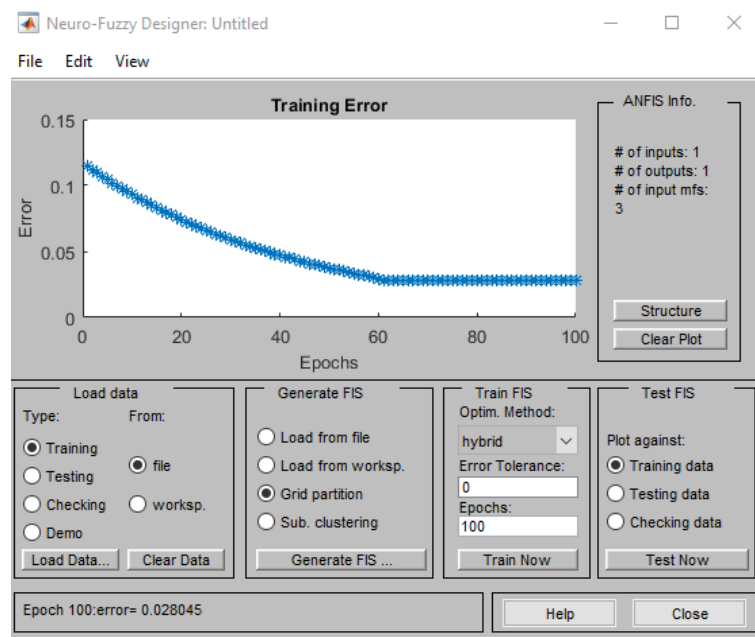 Neuro-Fuzzy Designer: Untitled
File Edit View
Training Error
0.15
0.1
0.05
0
Error
0 20 40 60 80 100
Epochs
ANFIS Info.
# of inputs: 1
# of outputs: 1
# of input mfs:
3
Structure
Clear Plot
Load data
Type: From:
Training
Testing
Checking
Demo
file
worksp.
Load Data... Clear Data
Generate FIS
Load from file
Load from worksp.
Grid partition
Sub. clustering
Generate FIS ...
Train FIS
Optim. Method:
hybrid
Error Tolerance:
0
Epochs:
100
Train Now
Test FIS
Plot against:
Training data
Testing data
Checking data
Test Now
Epoch 100:error= 0.028045
Help Close